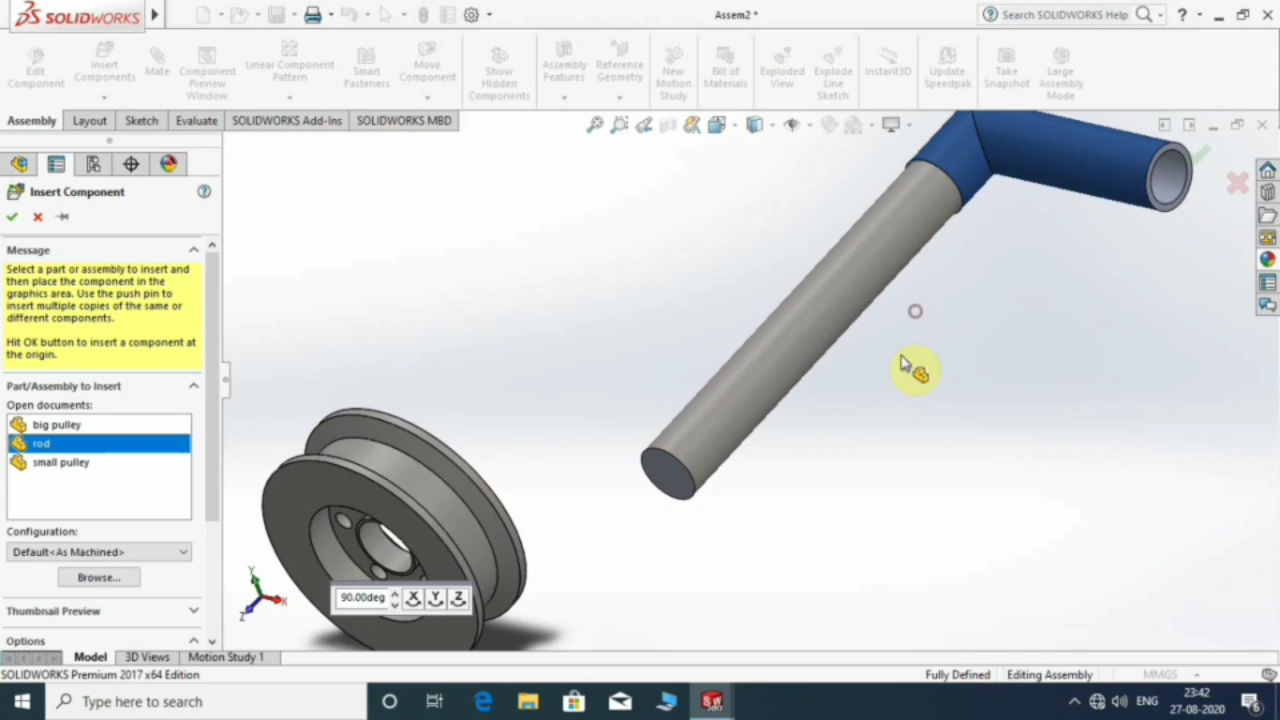 SOLIDWORKS
Assem2 *
Search SOLIDWORKS Help
Edit Component
Insert Components
Mate
Component Preview Window
Linear Component Pattern
Smart Fasteners
Move Component
Show Hidden Components
Assembly Features
Reference Geometry
New Motion Study
Bill of Materials
Exploded View
Explode Line Sketch
Instant3D
Update Speedpak
Take Snapshot
Large Assembly Mode
Assembly
Layout
Sketch
Evaluate
SOLIDWORKS Add-Ins
SOLIDWORKS MBD
Insert Component
Message
Select a part or assembly to insert and
then place the component in the
graphics area. Use the push pin to
insert multiple copies of the same or
different components.
Hit OK button to insert a component at
the origin.
Part/Assembly to Insert
Open documents:
big pulley
rod
small pulley
Configuration:
Default<As Machined>
Browse...
Thumbnail Preview
Options
90.00deg
X
Y
Z
Y
X
Z
Model
3D Views
Motion Study 1
SOLIDWORKS Premium 2017 x64 Edition
Fully Defined
Editing Assembly
MMGS
Type here to search
SW
2017
ENG
23:42
27-08-2020
6